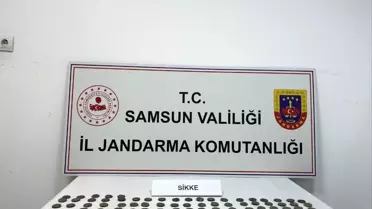 T.C.
SAMSUN VALİLİĞİ
İL JANDARMA KOMUTANLIĞI
SİKKE